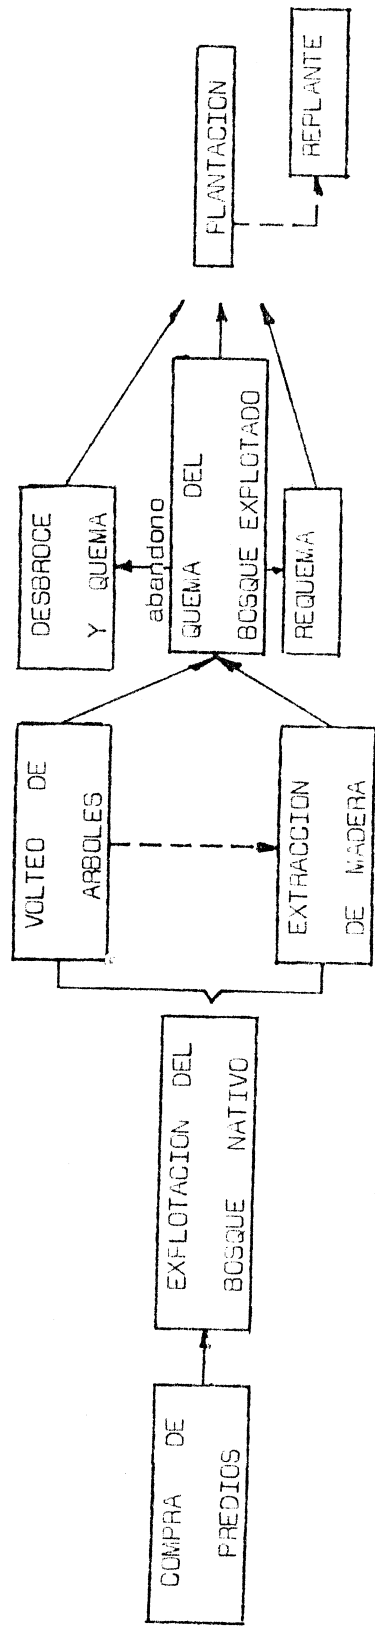 COMPRA DE
PREDIOS
EXPLOTACION DEL
BOSQUE NATIVO
VOLTEO DE
ARBOLES
EXTRACCION
DE MADERA
DESBROCE
Y QUEMA
abandono
QUEMA DEL
BOSQUE EXPLOTADO
REQUEMA
PLANTACION
REPLANTE